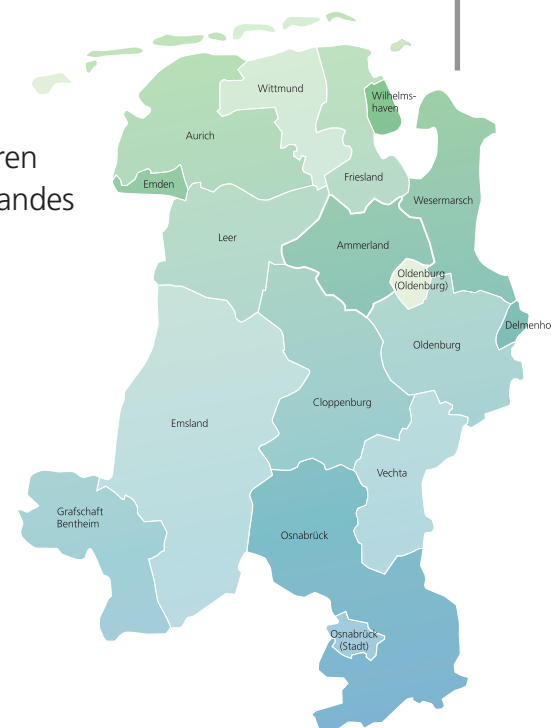 Wittmund
Wilhelms-
haven
Aurich
ren
Friesland
Emden
andes
Wesermarsch
Leer
Ammerland
Oldenburg
(Oldenburg)
Delmenho
Oldenburg
Cloppenburg
Emsland
Vechta
Grafschaft
Bentheim
Osnabrück
Osnabrück
(Stadt)